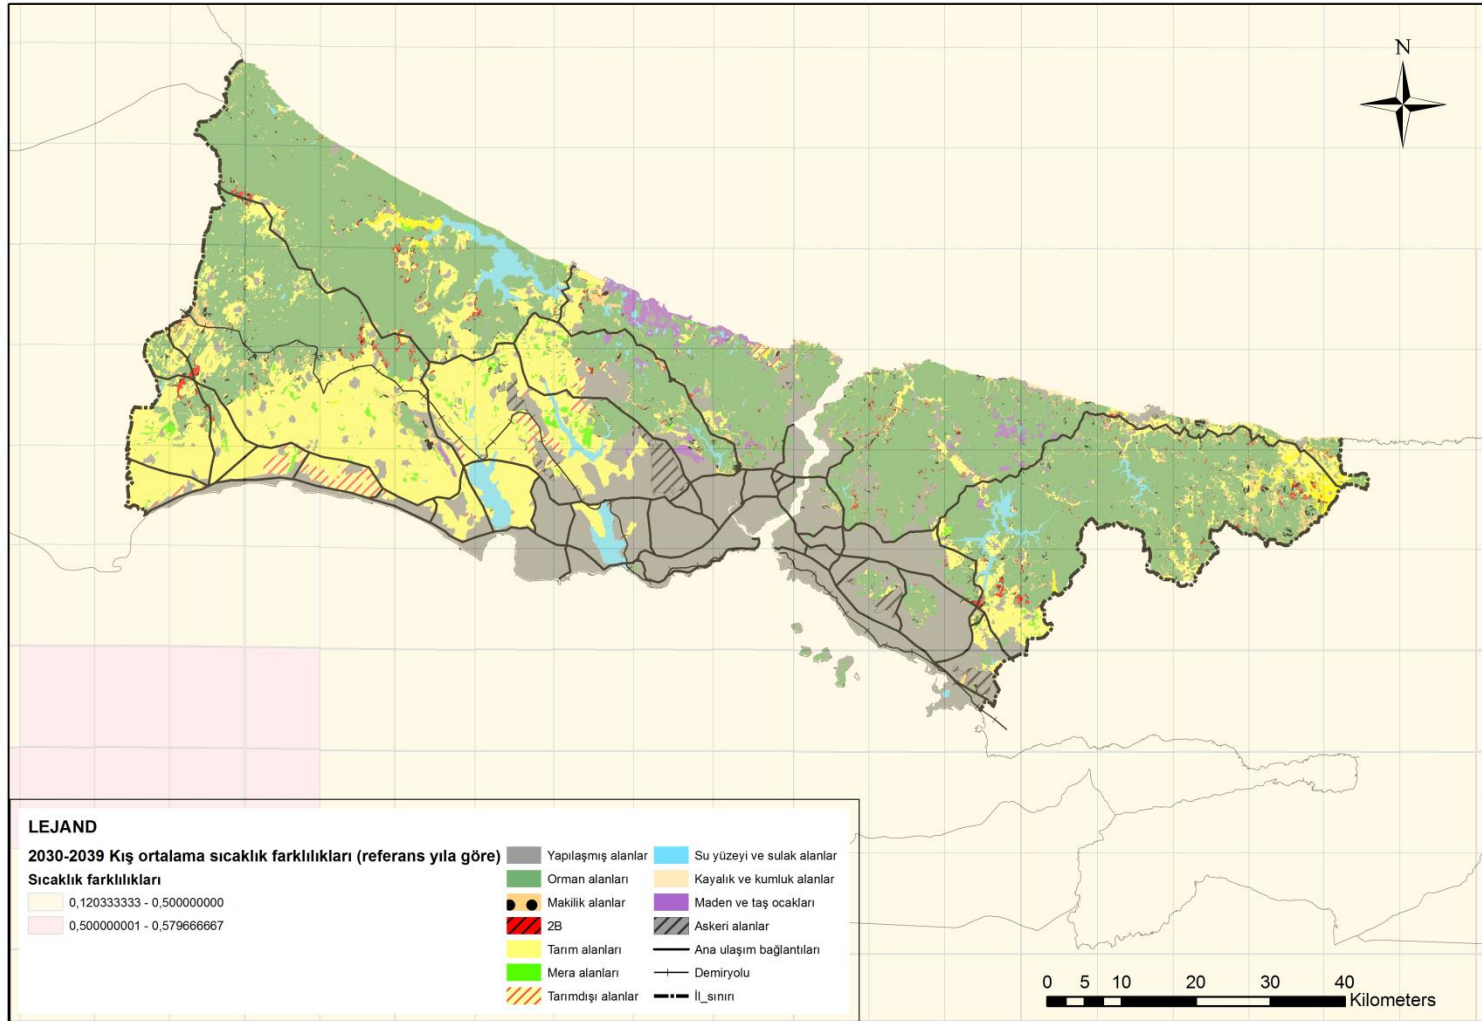 N
LEJAND
2030-2039 Kış ortalama sıcaklık farklılıkları (referans yıla göre)
Sıcaklık farklılıkları
0,120333333 - 0,500000000
0,500000001 - 0,579666667
Yapılaşmış alanlar
Orman alanları
Makilik alanlar
2B
Tarım alanları
Mera alanları
Tarımdışı alanlar
Su yüzeyi ve sulak alanlar
Kayalık ve kumluk alanlar
Maden ve taş ocakları
Askeri alanlar
Ana ulaşım bağlantıları
Demiryolu
İl_sınırı
0 5 10 20 30 40
Kilometers